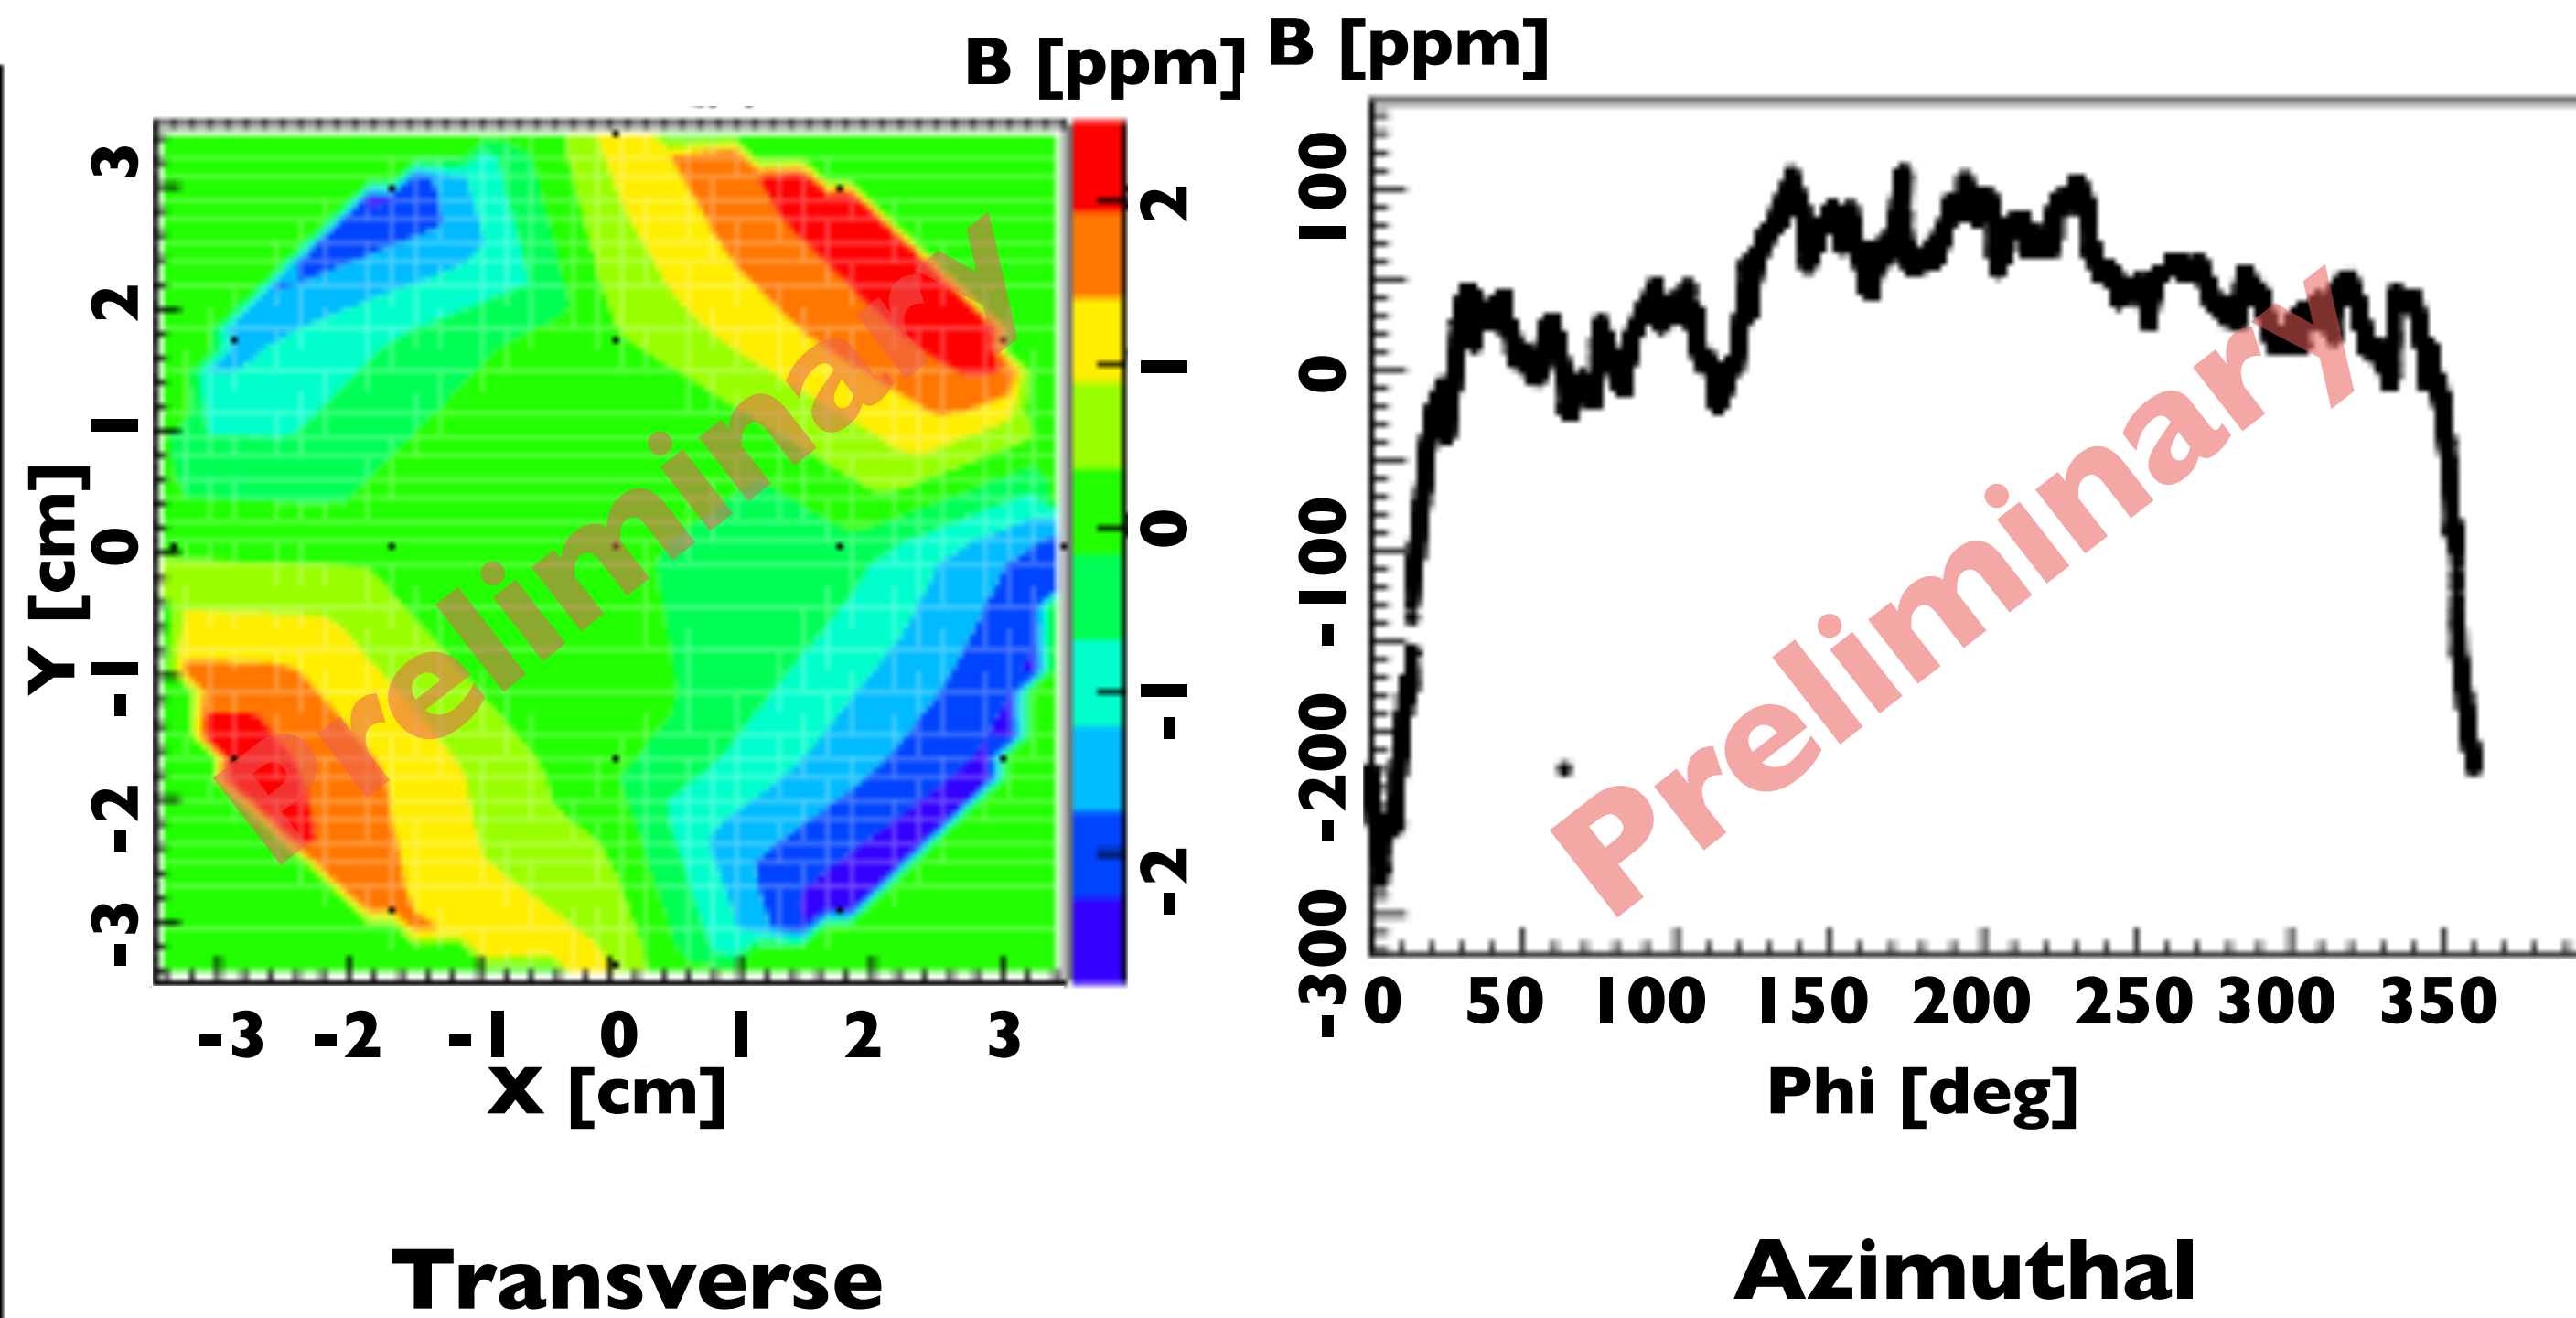 B [ppm]
3
2
1
0
-1
-2
-3
Y [cm]
-3 -2 -1 0 1 2 3
X [cm]
2
1
0
-1
-2
Preliminary
Transverse
B [ppm]
100
0
-100
-200
-300
0 50 100 150 200 250 300 350
Phi [deg]
Preliminary
Azimuthal